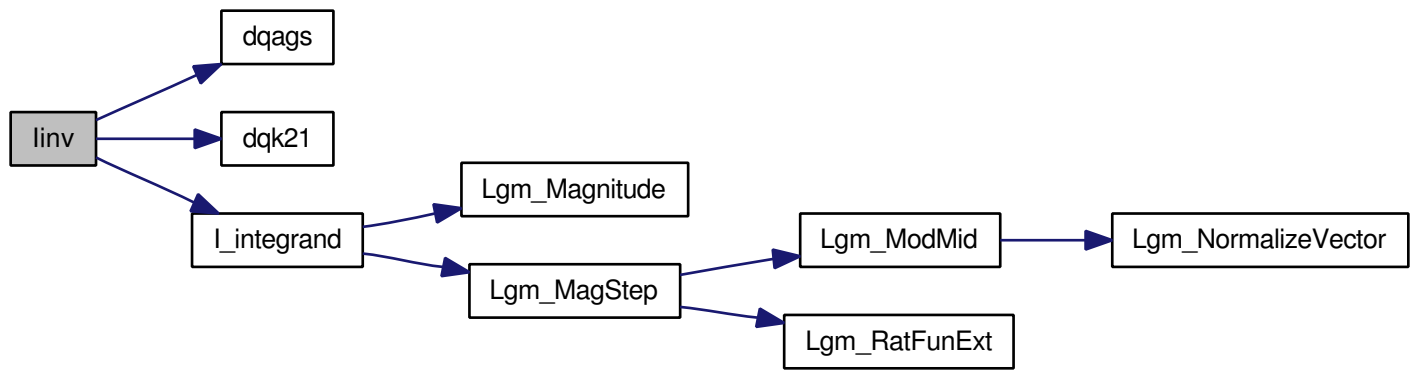 Iinv
dqags
dqk21
I_integrand
Lgm_Magnitude
Lgm_MagStep
Lgm_ModMid
Lgm_RatFunExt
Lgm_NormalizeVector